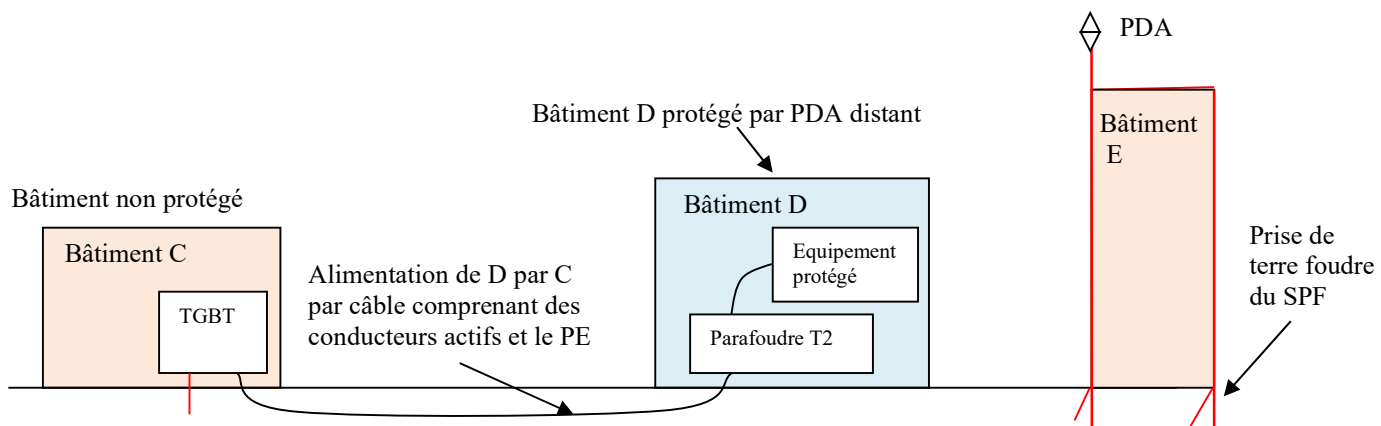 PDA
Bâtiment D protégé par PDA distant
Bâtiment
E
Bâtiment non protégé
Bâtiment D
Bâtiment C
Equipement
protégé
Prise de
terre foudre
du SPF
Alimentation de D par C
par câble comprenant des
conducteurs actifs et le PE
TGBT
Parafoudre T2